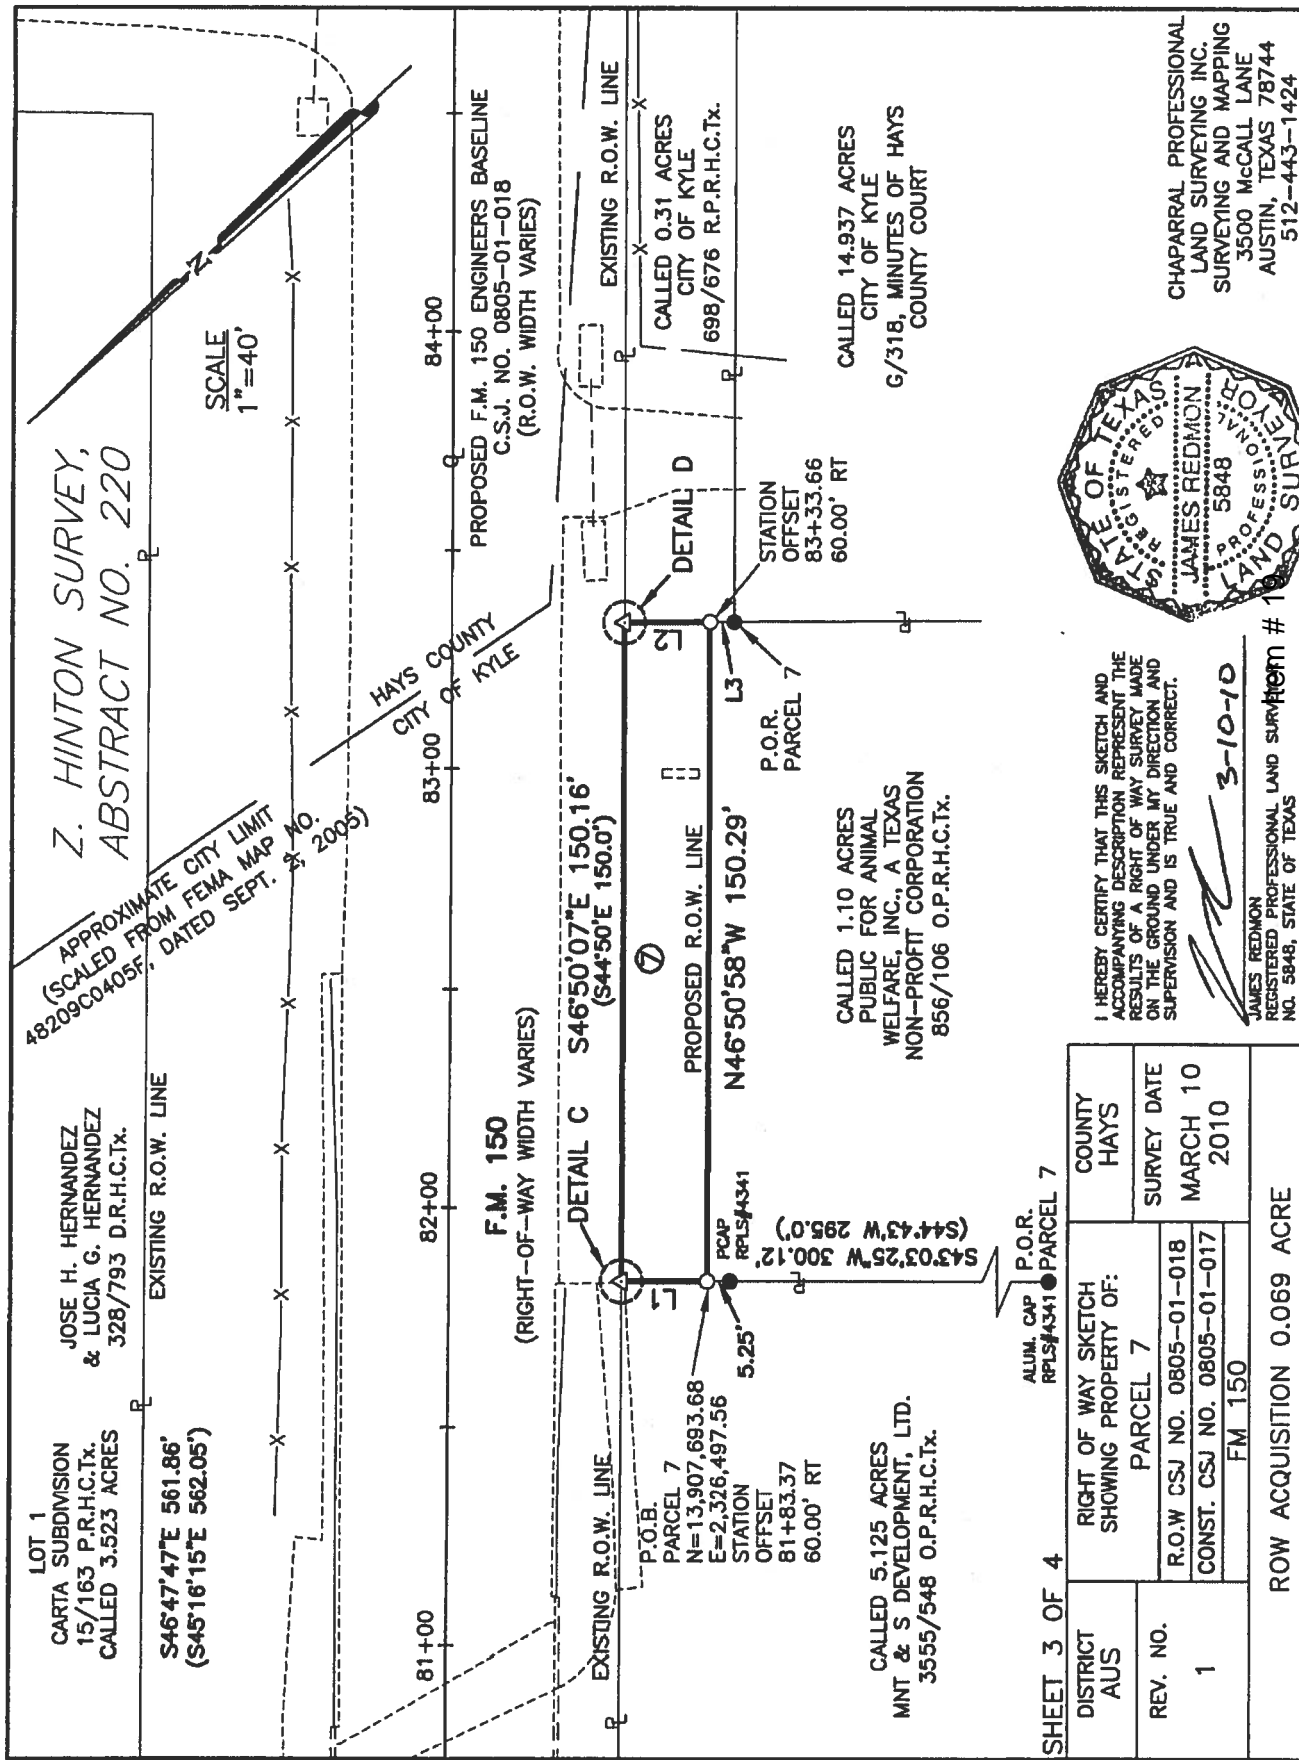 LOT 1
CARTA SUBDIVISION
15/163 P.R.H.C.Tx.
CALLED 3.523 ACRES
S46°47'47"E 561.86'
(S45°16'15"E 562.05')
JOSE H. HERNANDEZ
& LUCIA G. HERNANDEZ
328/793 D.R.H.C.Tx.
EXISTING R.O.W. LINE
APPROXIMATE CITY LIMIT
(SCALED FROM FEMA MAP NO.
48209C0405F, DATED SEPT. 2, 2005)
Z. HINTON SURVEY,
ABSTRACT NO. 220
SCALE
1"=40'
N
HAYS COUNTY
CITY OF KYLE
81+00
82+00
83+00
84+00
PROPOSED F.M. 150 ENGINEERS BASELINE
C.S.J. NO. 0805-01-018
(R.O.W. WIDTH VARIES)
F.M. 150
(RIGHT-OF-WAY WIDTH VARIES)
EXISTING R.O.W. LINE
EXISTING R.O.W. LINE
DETAIL C
S46°50'07"E 150.16'
(S44°50'E 150.0')
DETAIL D
7
L1
L2
L3
PROPOSED R.O.W. LINE
N46°50'58"W 150.29'
P.O.B.
PARCEL 7
N=13,907,693.68
E=2,326,497.56
STATION
OFFSET
81+83.37
60.00' RT
5.25'
PCAP
RPLS#4341
S43°03'25"W 300.12'
(S44°43'W 295.0')
STATION
OFFSET
83+33.66
60.00' RT
P.O.R.
PARCEL 7
CALLED 0.31 ACRES
CITY OF KYLE
698/676 R.P.R.H.C.Tx.
CALLED 14.937 ACRES
CITY OF KYLE
G/318, MINUTES OF HAYS
COUNTY COURT
CALLED 1.10 ACRES
PUBLIC FOR ANIMAL
WELFARE, INC., A TEXAS
NON-PROFIT CORPORATION
856/106 O.P.R.H.C.Tx.
CALLED 5.125 ACRES
MNT & S DEVELOPMENT, LTD.
3555/548 O.P.R.H.C.Tx.
ALUM. CAP
RPLS#4341
P.O.R.
PARCEL 7
SHEET 3 OF 4
DISTRICT
AUS
REV. NO.
1
RIGHT OF WAY SKETCH
SHOWING PROPERTY OF:
PARCEL 7
R.O.W CSJ NO. 0805-01-018
CONST. CSJ NO. 0805-01-017
FM 150
COUNTY
HAYS
SURVEY DATE
MARCH 10
2010
ROW ACQUISITION 0.069 ACRE
I HEREBY CERTIFY THAT THIS SKETCH AND
ACCOMPANYING DESCRIPTION REPRESENT THE
RESULTS OF A RIGHT OF WAY SURVEY MADE
ON THE GROUND UNDER MY DIRECTION AND
SUPERVISION AND IS TRUE AND CORRECT.
3-10-10
JAMES REDMON
REGISTERED PROFESSIONAL LAND SURVEYOR
NO. 5848, STATE OF TEXAS
Item # 19
STATE OF TEXAS
REGISTERED
JAMES REDMON
5848
PROFESSIONAL
LAND SURVEYOR
CHAPARRAL PROFESSIONAL
LAND SURVEYING INC.
SURVEYING AND MAPPING
3500 McCALL LANE
AUSTIN, TEXAS 78744
512-443-1424